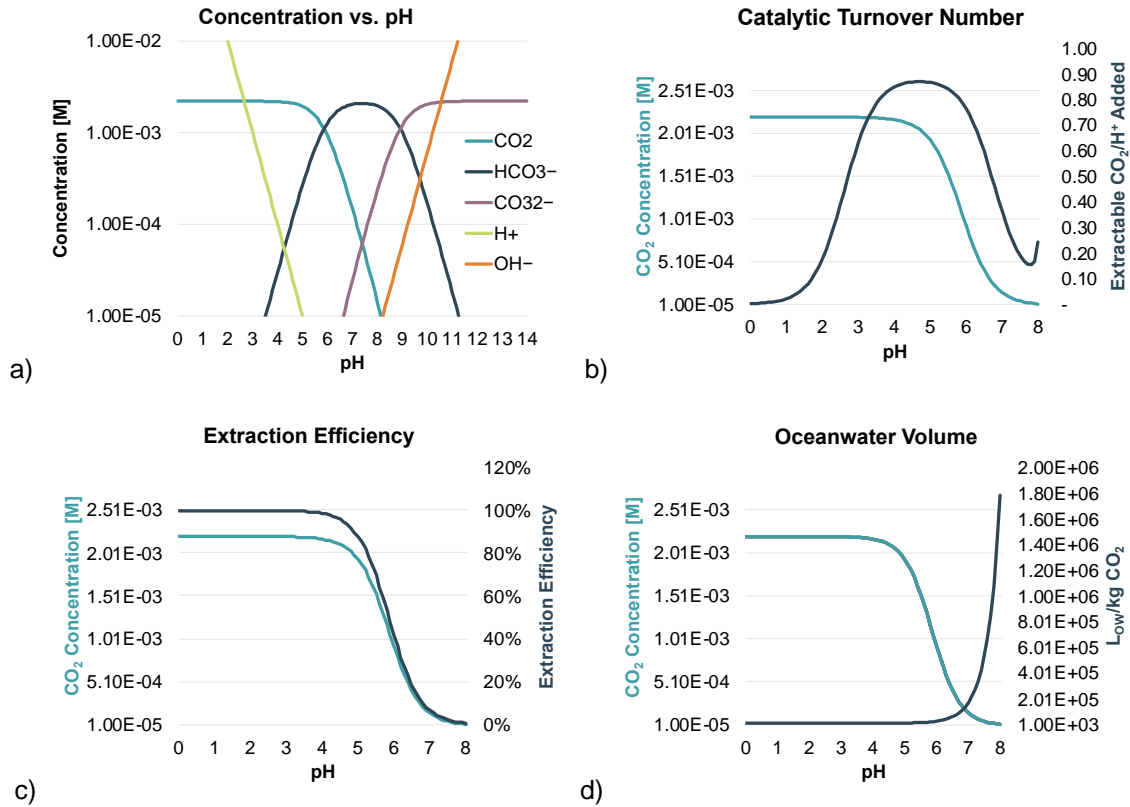 Concentration vs. pH
Concentration [M]
1.00E-02
1.00E-03
1.00E-04
1.00E-05
CO2
HCO3−
CO32−
H+
OH−
0 1 2 3 4 5 6 7 8 9 10 11 12 13 14
pH
a)
Catalytic Turnover Number
CO₂ Concentration [M]
2.51E-03
2.01E-03
1.51E-03
1.01E-03
5.10E-04
1.00E-05
1.00
0.90
0.80
0.70
0.60
0.50
0.40
0.30
0.20
0.10
-
Extractable CO₂/H⁺ Added
0 1 2 3 4 5 6 7 8
pH
b)
Extraction Efficiency
CO₂ Concentration [M]
2.51E-03
2.01E-03
1.51E-03
1.01E-03
5.10E-04
1.00E-05
120%
100%
80%
60%
40%
20%
0%
Extraction Efficiency
0 1 2 3 4 5 6 7 8
pH
c)
Oceanwater Volume
CO₂ Concentration [M]
2.51E-03
2.01E-03
1.51E-03
1.01E-03
5.10E-04
1.00E-05
2.00E+06
1.80E+06
1.60E+06
1.40E+06
1.20E+06
1.00E+06
8.01E+05
6.01E+05
4.01E+05
2.01E+05
1.00E+03
L_OW/kg CO₂
0 1 2 3 4 5 6 7 8
pH
d)